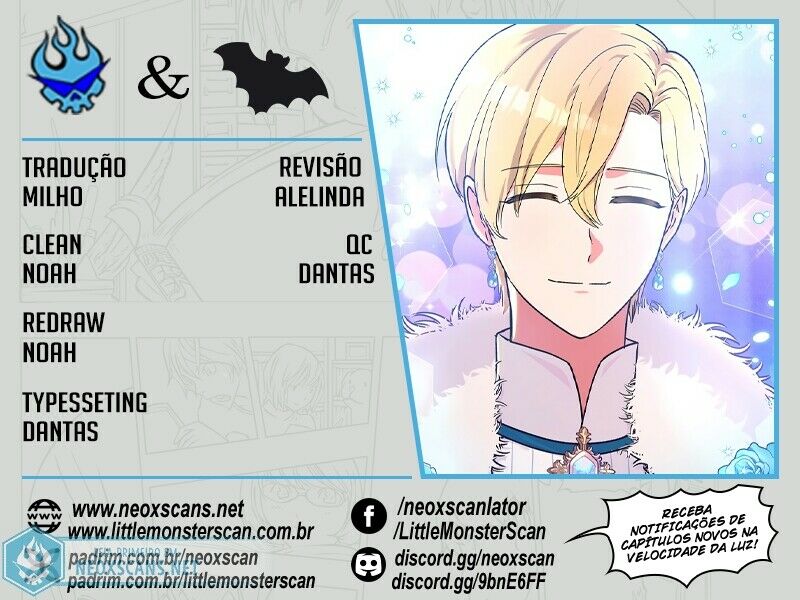 &
TRADUÇÃO
MILHO
REVISÃO
ALELINDA
CLEAN
NOAH
QC
DANTAS
REDRAW
NOAH
TYPESSETING
DANTAS
www.neoxscans.net
www.littlemonsterscan.com.br
padrim.com.br/neoxscan
padrim.com.br/littlemonsterscan
/neoxscanlator
/LittleMonsterScan
discord.gg/neoxscan
discord.gg/9bnE6FF
RECEBA
NOTIFICAÇÕES DE
CAPÍTULOS NOVOS NA
VELOCIDADE DA LUZ!
NEOXSCANS.NET